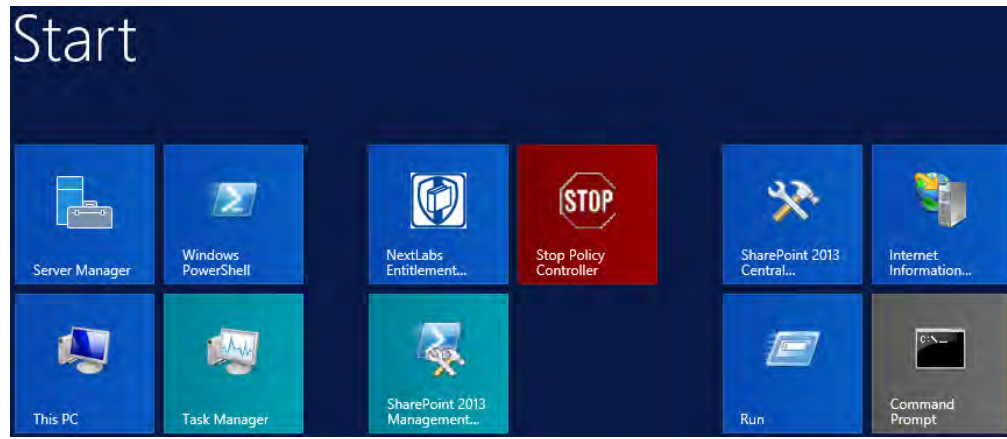 Start
Server Manager
Windows
PowerShell
NextLabs
Entitlement...
STOP
Stop Policy
Controller
SharePoint 2013
Central...
Internet
Information...
This PC
Task Manager
SharePoint 2013
Management...
Run
C:\_
Command
Prompt